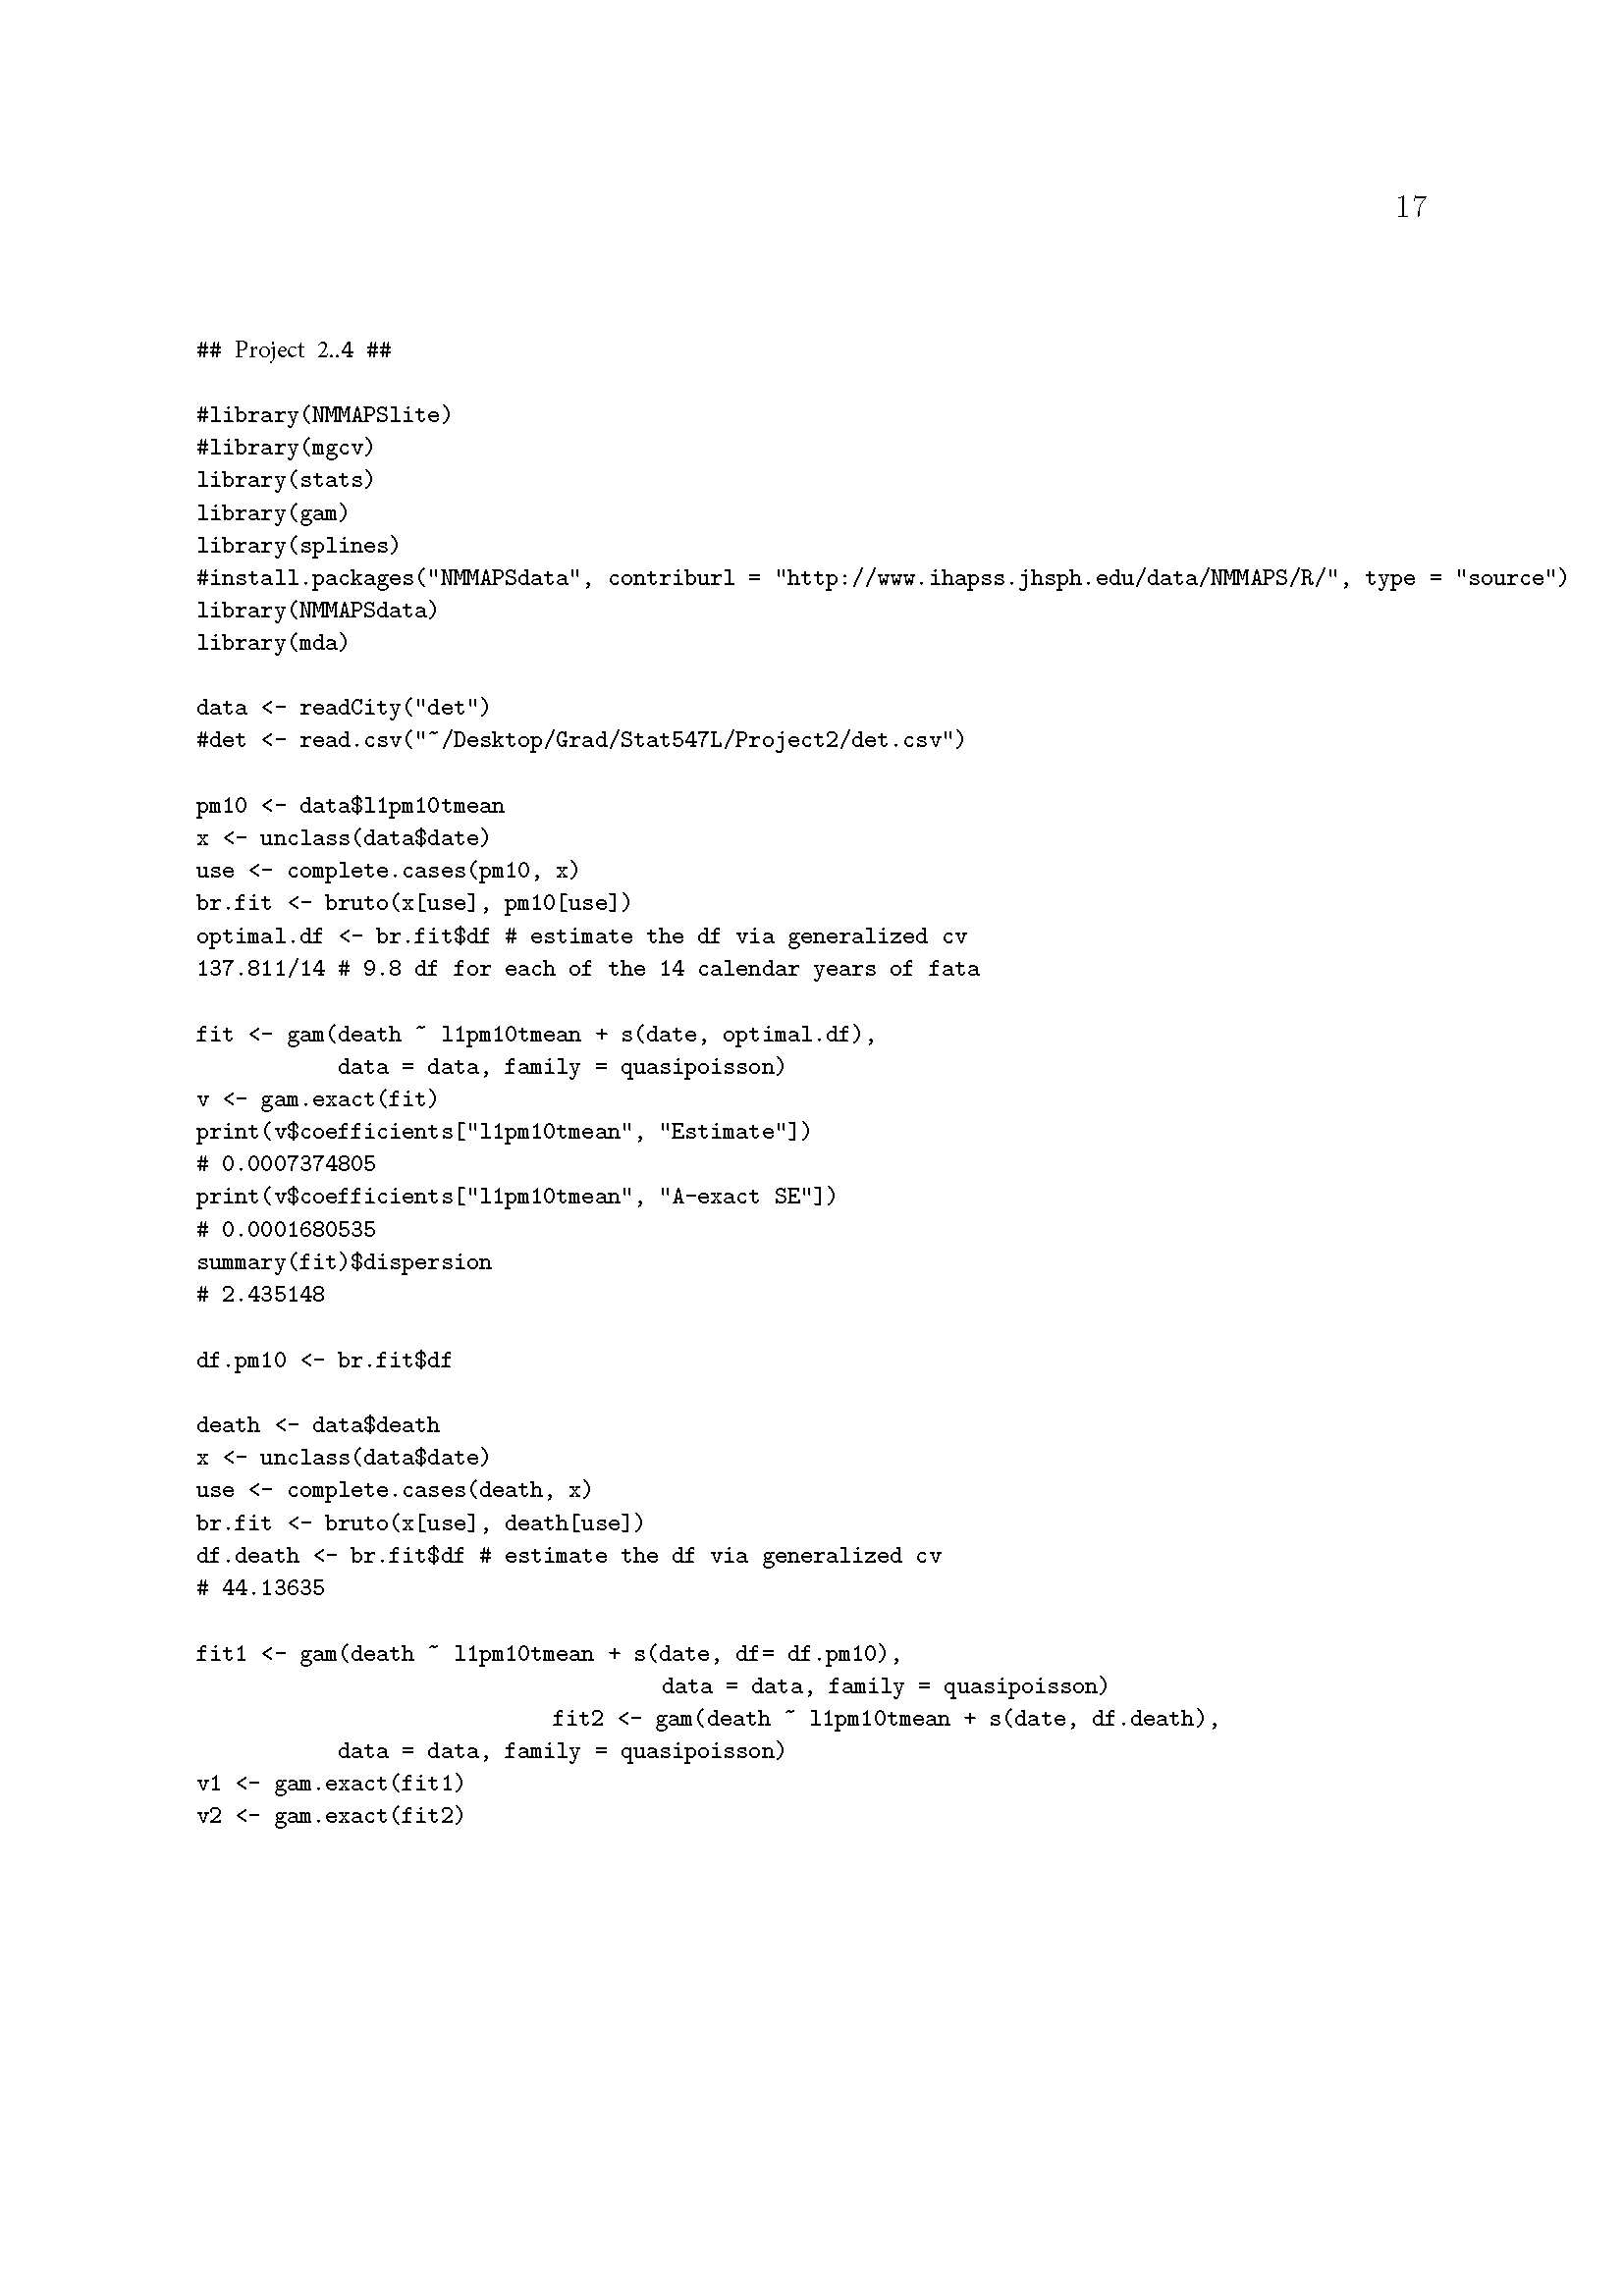 17
## Project 2..4 ##
#library(NMMAPSlite)
#library(mgcv)
library(stats)
library(gam)
library(splines)
#install.packages("NMMAPSdata", contriburl = "http://www.ihapss.jhsph.edu/data/NMMAPS/R/", type = "source")
library(NMMAPSdata)
library(mda)
data <- readCity("det")
#det <- read.csv("~/Desktop/Grad/Stat547L/Project2/det.csv")
pm10 <- data$l1pm10tmean
x <- unclass(data$date)
use <- complete.cases(pm10, x)
br.fit <- bruto(x[use], pm10[use])
optimal.df <- br.fit$df # estimate the df via generalized cv
137.811/14 # 9.8 df for each of the 14 calendar years of fata
fit <- gam(death ~ l1pm10tmean + s(date, optimal.df),
data = data, family = quasipoisson)
v <- gam.exact(fit)
print(v$coefficients["l1pm10tmean", "Estimate"])
# 0.0007374805
print(v$coefficients["l1pm10tmean", "A-exact SE"])
# 0.0001680535
summary(fit)$dispersion
# 2.435148
df.pm10 <- br.fit$df
death <- data$death
x <- unclass(data$date)
use <- complete.cases(death, x)
br.fit <- bruto(x[use], death[use])
df.death <- br.fit$df # estimate the df via generalized cv
# 44.13635
fit1 <- gam(death ~ l1pm10tmean + s(date, df= df.pm10),
data = data, family = quasipoisson)
fit2 <- gam(death ~ l1pm10tmean + s(date, df.death),
data = data, family = quasipoisson)
v1 <- gam.exact(fit1)
v2 <- gam.exact(fit2)